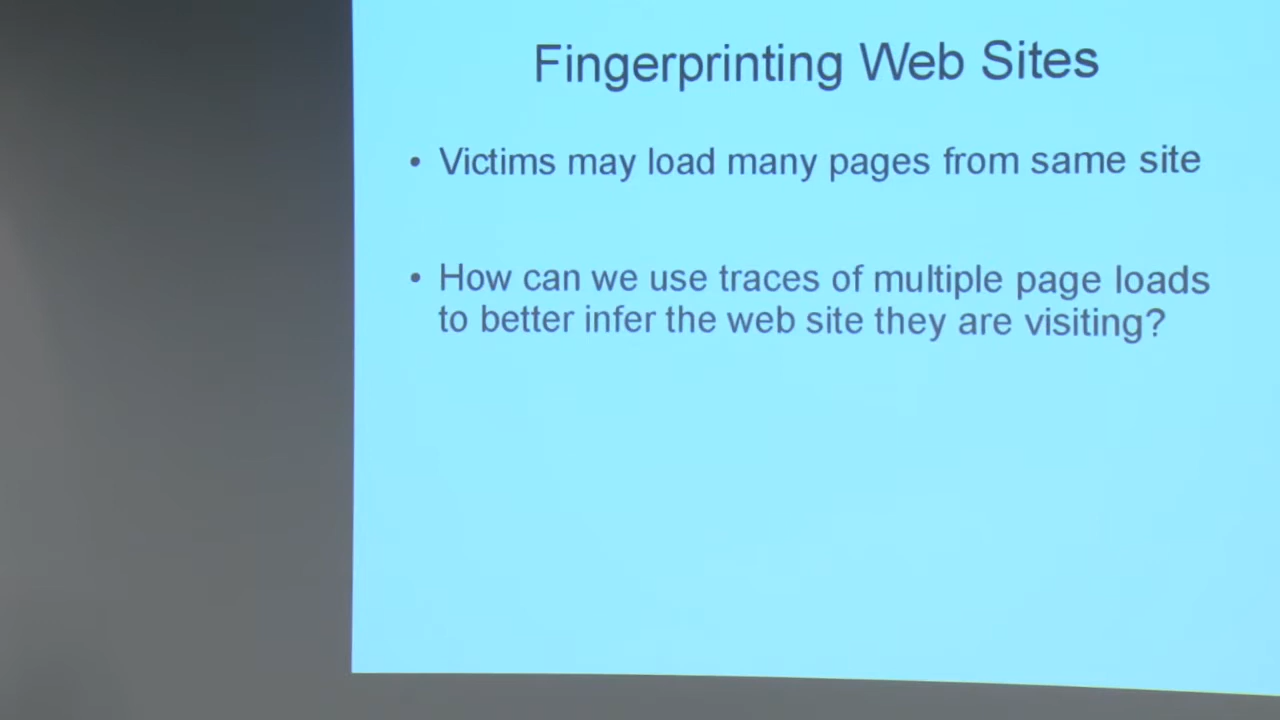 Fingerprinting Web Sites
• Victims may load many pages from same site
• How can we use traces of multiple page loads
to better infer the web site they are visiting?